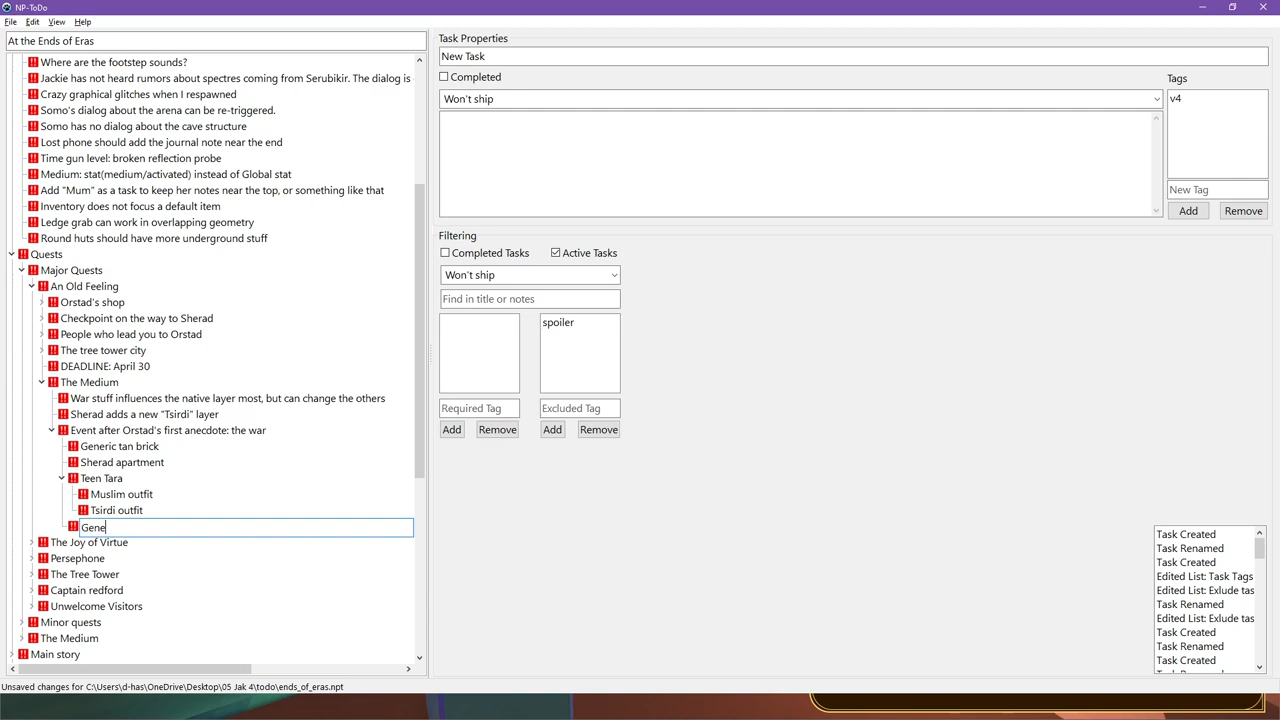 NP-ToDo
File Edit View Help
At the Ends of Eras
Where are the footstep sounds?
Jackie has not heard rumors about spectres coming from Serubikir. The dialog is
Crazy graphical glitches when I respawned
Somo's dialog about the arena can be re-triggered.
Somo has no dialog about the cave structure
Lost phone should add the journal note near the end
Time gun level: broken reflection probe
Medium: stat(medium/activated) instead of Global stat
Add "Mum" as a task to keep her notes near the top, or something like that
Inventory does not focus a default item
Ledge grab can work in overlapping geometry
Round huts should have more underground stuff
Quests
Major Quests
An Old Feeling
Orstad's shop
Checkpoint on the way to Sherad
People who lead you to Orstad
The tree tower city
DEADLINE: April 30
The Medium
War stuff influences the native layer most, but can change the others
Sherad adds a new "Tsirdi" layer
Event after Orstad's first anecdote: the war
Generic tan brick
Sherad apartment
Teen Tara
Muslim outfit
Tsirdi outfit
Gene
The Joy of Virtue
Persephone
The Tree Tower
Captain redford
Unwelcome Visitors
Minor quests
The Medium
Main story
Task Properties
New Task
Completed
Won't ship
Tags
v4
New Tag
Add Remove
Filtering
Completed Tasks Active Tasks
Won't ship
Find in title or notes
spoiler
Required Tag Excluded Tag
Add Remove Add Remove
Task Created
Task Renamed
Task Created
Edited List: Task Tags
Edited List: Exlude tas
Task Renamed
Edited List: Exlude tas
Task Created
Task Renamed
Task Created
Unsaved changes for C:\Users\d-has\OneDrive\Desktop\05 Jak 4\todo\ends_of_eras.npt